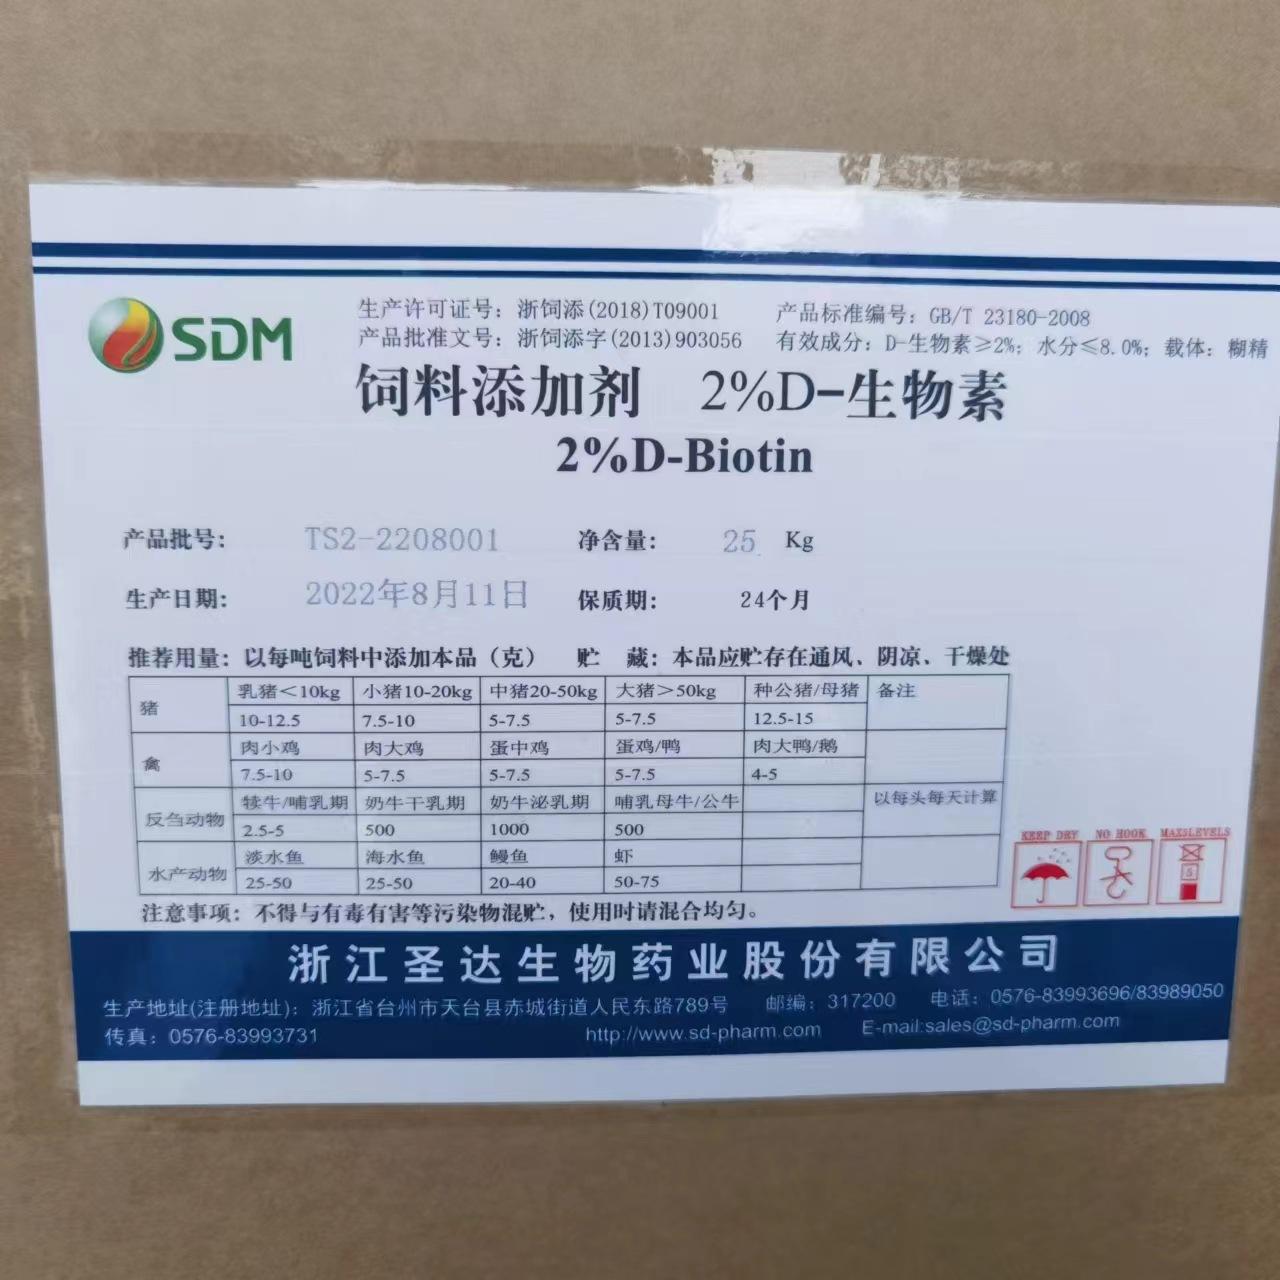 SDM
生产许可证号：浙饲添(2018)T09001
产品标准编号：GB/T 23180-2008
产品批准文号：浙饲添字(2013)903056
有效成分：D-生物素≥2%；水分≤8.0%；载体：糊精
饲料添加剂 2%D-生物素
2%D-Biotin
产品批号： TS2-2208001 净含量： 25 Kg
生产日期： 2022年8月11日 保质期： 24个月
推荐用量：以每吨饲料中添加本品（克） 贮 藏：本品应贮存在通风、阴凉、干燥处
猪 乳猪＜10kg 小猪10-20kg 中猪20-50kg 大猪＞50kg 种公猪/母猪 备注
10-12.5 7.5-10 5-7.5 5-7.5 12.5-15
禽 肉小鸡 肉大鸡 蛋中鸡 蛋鸡/鸭 肉大鸭/鹅
7.5-10 5-7.5 5-7.5 5-7.5 4-5
反刍动物 犊牛/哺乳期 奶牛干乳期 奶牛泌乳期 哺乳母牛/公牛 以每头每天计算
2.5-5 500 1000 500
水产动物 淡水鱼 海水鱼 鳗鱼 虾
25-50 25-50 20-40 50-75
KEEP DRY NO HOOK MAX5LEVELS
5
注意事项：不得与有毒有害等污染物混贮，使用时请混合均匀。
浙江圣达生物药业股份有限公司
生产地址(注册地址)：浙江省台州市天台县赤城街道人民东路789号 邮编：317200 电话：0576-83993696/83989050
传真：0576-83993731 http://www.sd-pharm.com E-mail:sales@sd-pharm.com